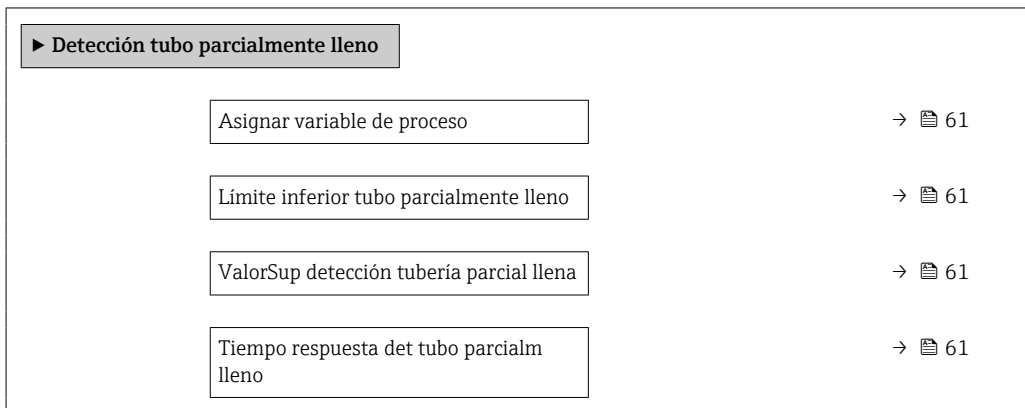 ▶ Detección tubo parcialmente lleno
Asignar variable de proceso → 61
Límite inferior tubo parcialmente lleno → 61
ValorSup detección tubería parcial llena → 61
Tiempo respuesta det tubo parcialm → 61
lleno